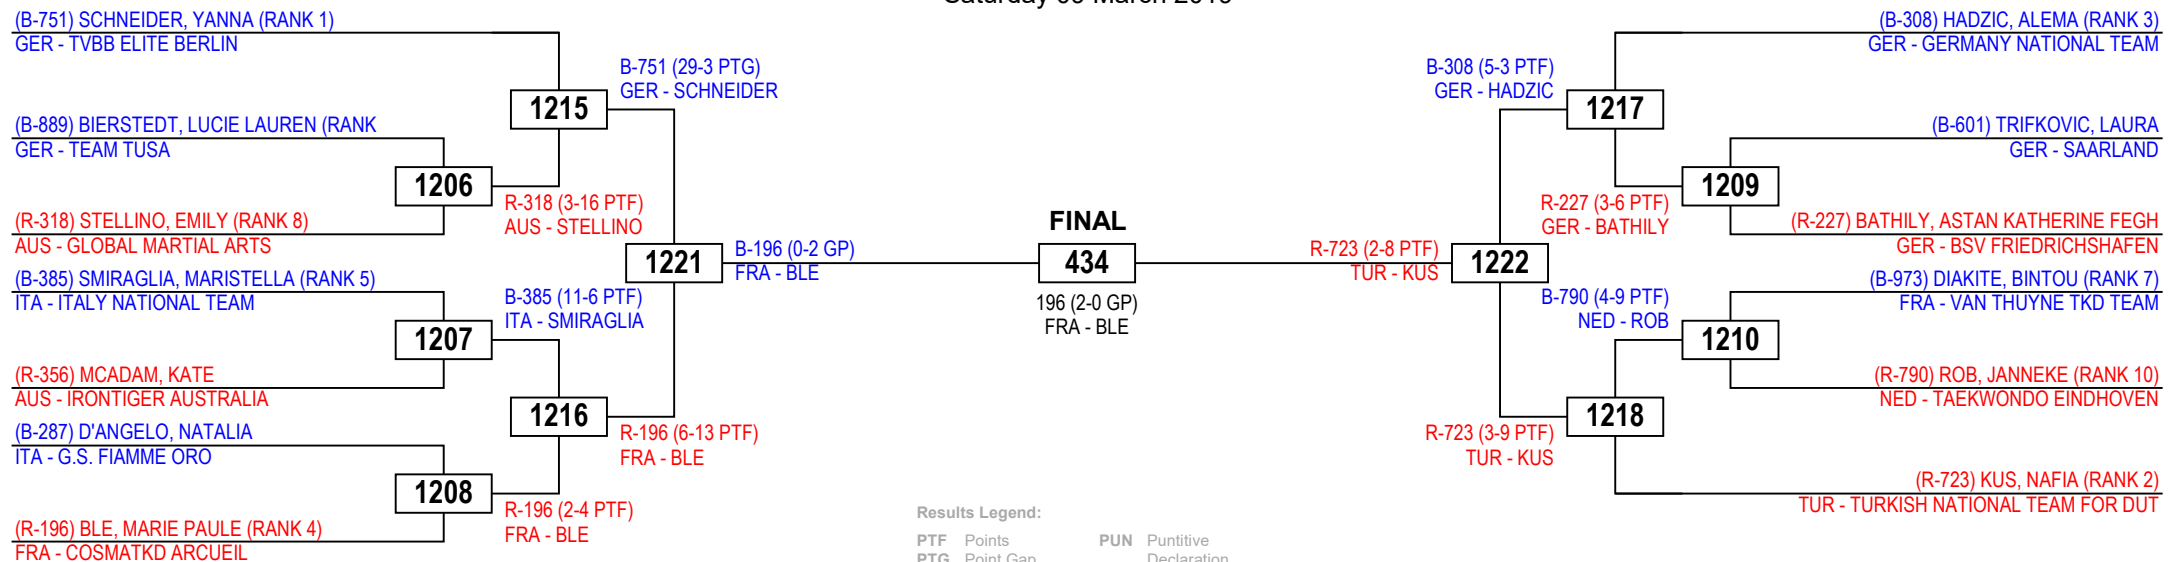 (B-751) SCHNEIDER, YANNA (RANK 1)
GER - TVBB ELITE BERLIN
(B-889) BIERSTEDT, LUCIE LAUREN (RANK
GER - TEAM TUSA
(R-318) STELLINO, EMILY (RANK 8)
AUS - GLOBAL MARTIAL ARTS
(B-385) SMIRAGLIA, MARISTELLA (RANK 5)
ITA - ITALY NATIONAL TEAM
(R-356) MCADAM, KATE
AUS - IRONTIGER AUSTRALIA
(B-287) D'ANGELO, NATALIA
ITA - G.S. FIAMME ORO
(R-196) BLE, MARIE PAULE (RANK 4)
FRA - COSMATKD ARCUEIL
1206
1207
1208
1215
R-318 (3-16 PTF)
AUS - STELLINO
B-385 (11-6 PTF)
ITA - SMIRAGLIA
1216
R-196 (2-4 PTF)
FRA - BLE
B-751 (29-3 PTG)
GER - SCHNEIDER
1221
R-196 (6-13 PTF)
FRA - BLE
B-196 (0-2 GP)
FRA - BLE
FINAL
434
196 (2-0 GP)
FRA - BLE
R-723 (2-8 PTF)
TUR - KUS
1222
B-308 (5-3 PTF)
GER - HADZIC
R-723 (3-9 PTF)
TUR - KUS
1217
R-227 (3-6 PTF)
GER - BATHILY
B-790 (4-9 PTF)
NED - ROB
1218
1209
1210
(B-308) HADZIC, ALEMA (RANK 3)
GER - GERMANY NATIONAL TEAM
(B-601) TRIFKOVIC, LAURA
GER - SAARLAND
(R-227) BATHILY, ASTAN KATHERINE FEGH
GER - BSV FRIEDRICHSHAFEN
(B-973) DIAKITE, BINTOU (RANK 7)
FRA - VAN THUYNE TKD TEAM
(R-790) ROB, JANNEKE (RANK 10)
NED - TAEKWONDO EINDHOVEN
(R-723) KUS, NAFIA (RANK 2)
TUR - TURKISH NATIONAL TEAM FOR DUT
Results Legend:
PTF Points PUN Puntitive
PTG Point Gap Declaration